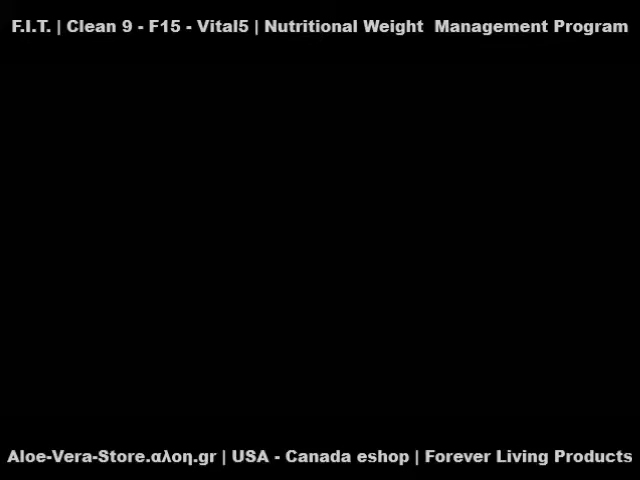 F.I.T. | Clean 9 - F15 - Vital5 | Nutritional Weight  Management Program
Aloe-Vera-Store.αλοη.gr | USA - Canada eshop | Forever Living Products